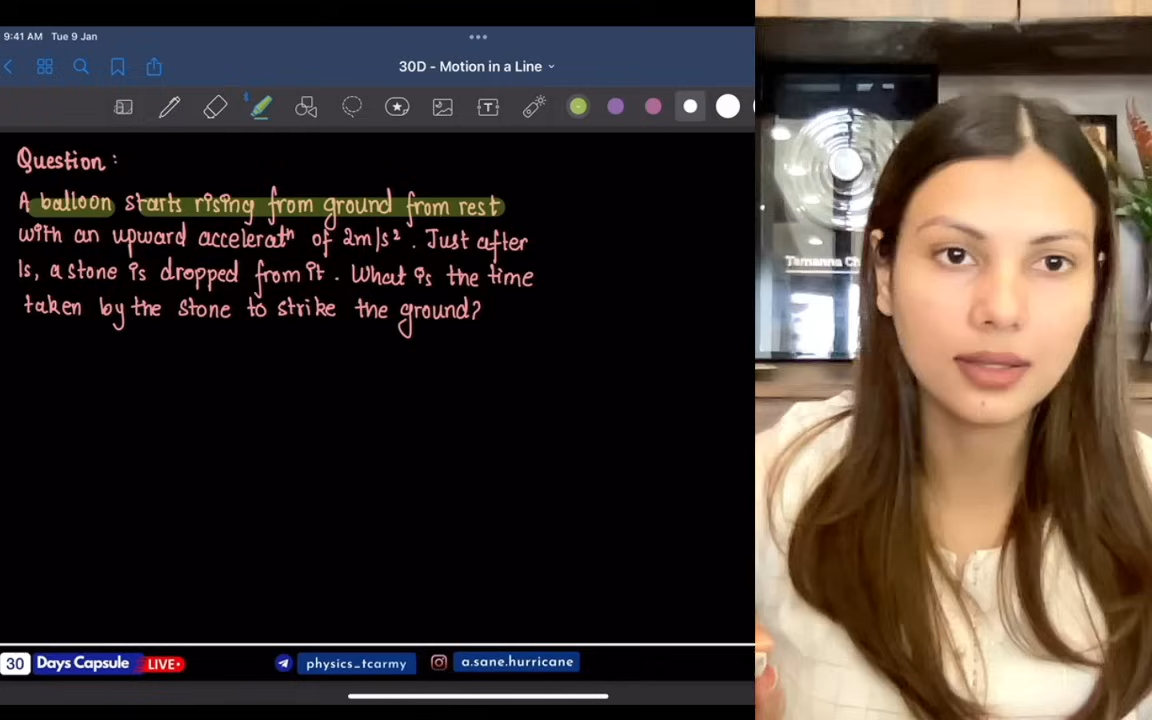 9:41 AM Tue 9 Jan
30D - Motion in a Line
T
Question:
A balloon starts rising from ground from rest
with an upward acceleratⁿ of 2m/s². Just after
1s, a stone is dropped from it. What is the time
taken by the stone to strike the ground?
Tamanna Ch
30 Days Capsule LIVE
physics_tcarmy
a.sane.hurricane